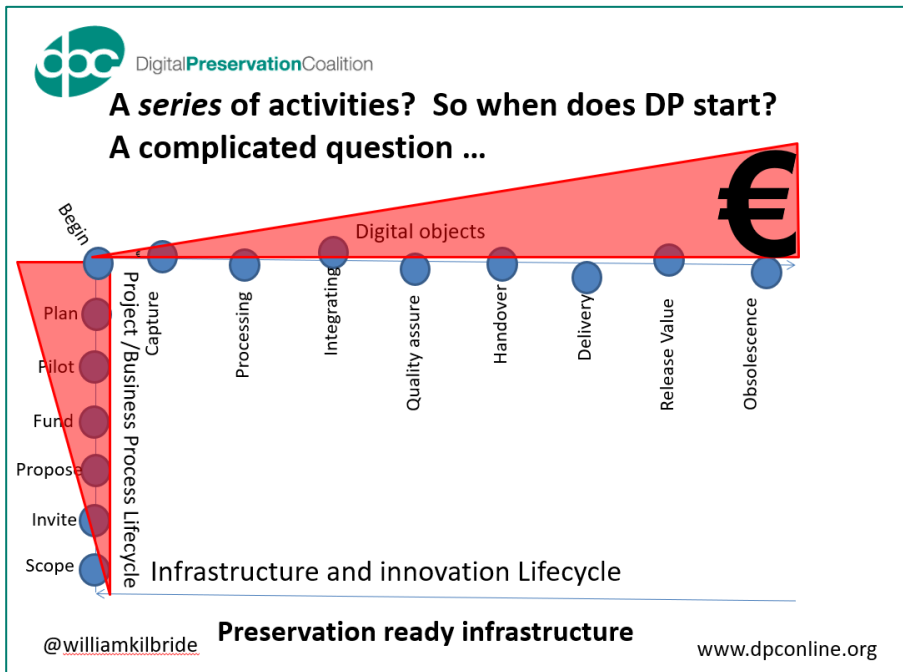 dpc DigitalPreservationCoalition
A series of activities?  So when does DP start?
A complicated question …
€
Digital objects
Begin
Capture
Processing
Integrating
Quality assure
Handover
Delivery
Release Value
Obsolescence
Plan
Pilot
Fund
Propose
Invite
Scope
Project /Business Process Lifecycle
Infrastructure and innovation Lifecycle
Preservation ready infrastructure
@williamkilbride
www.dpconline.org